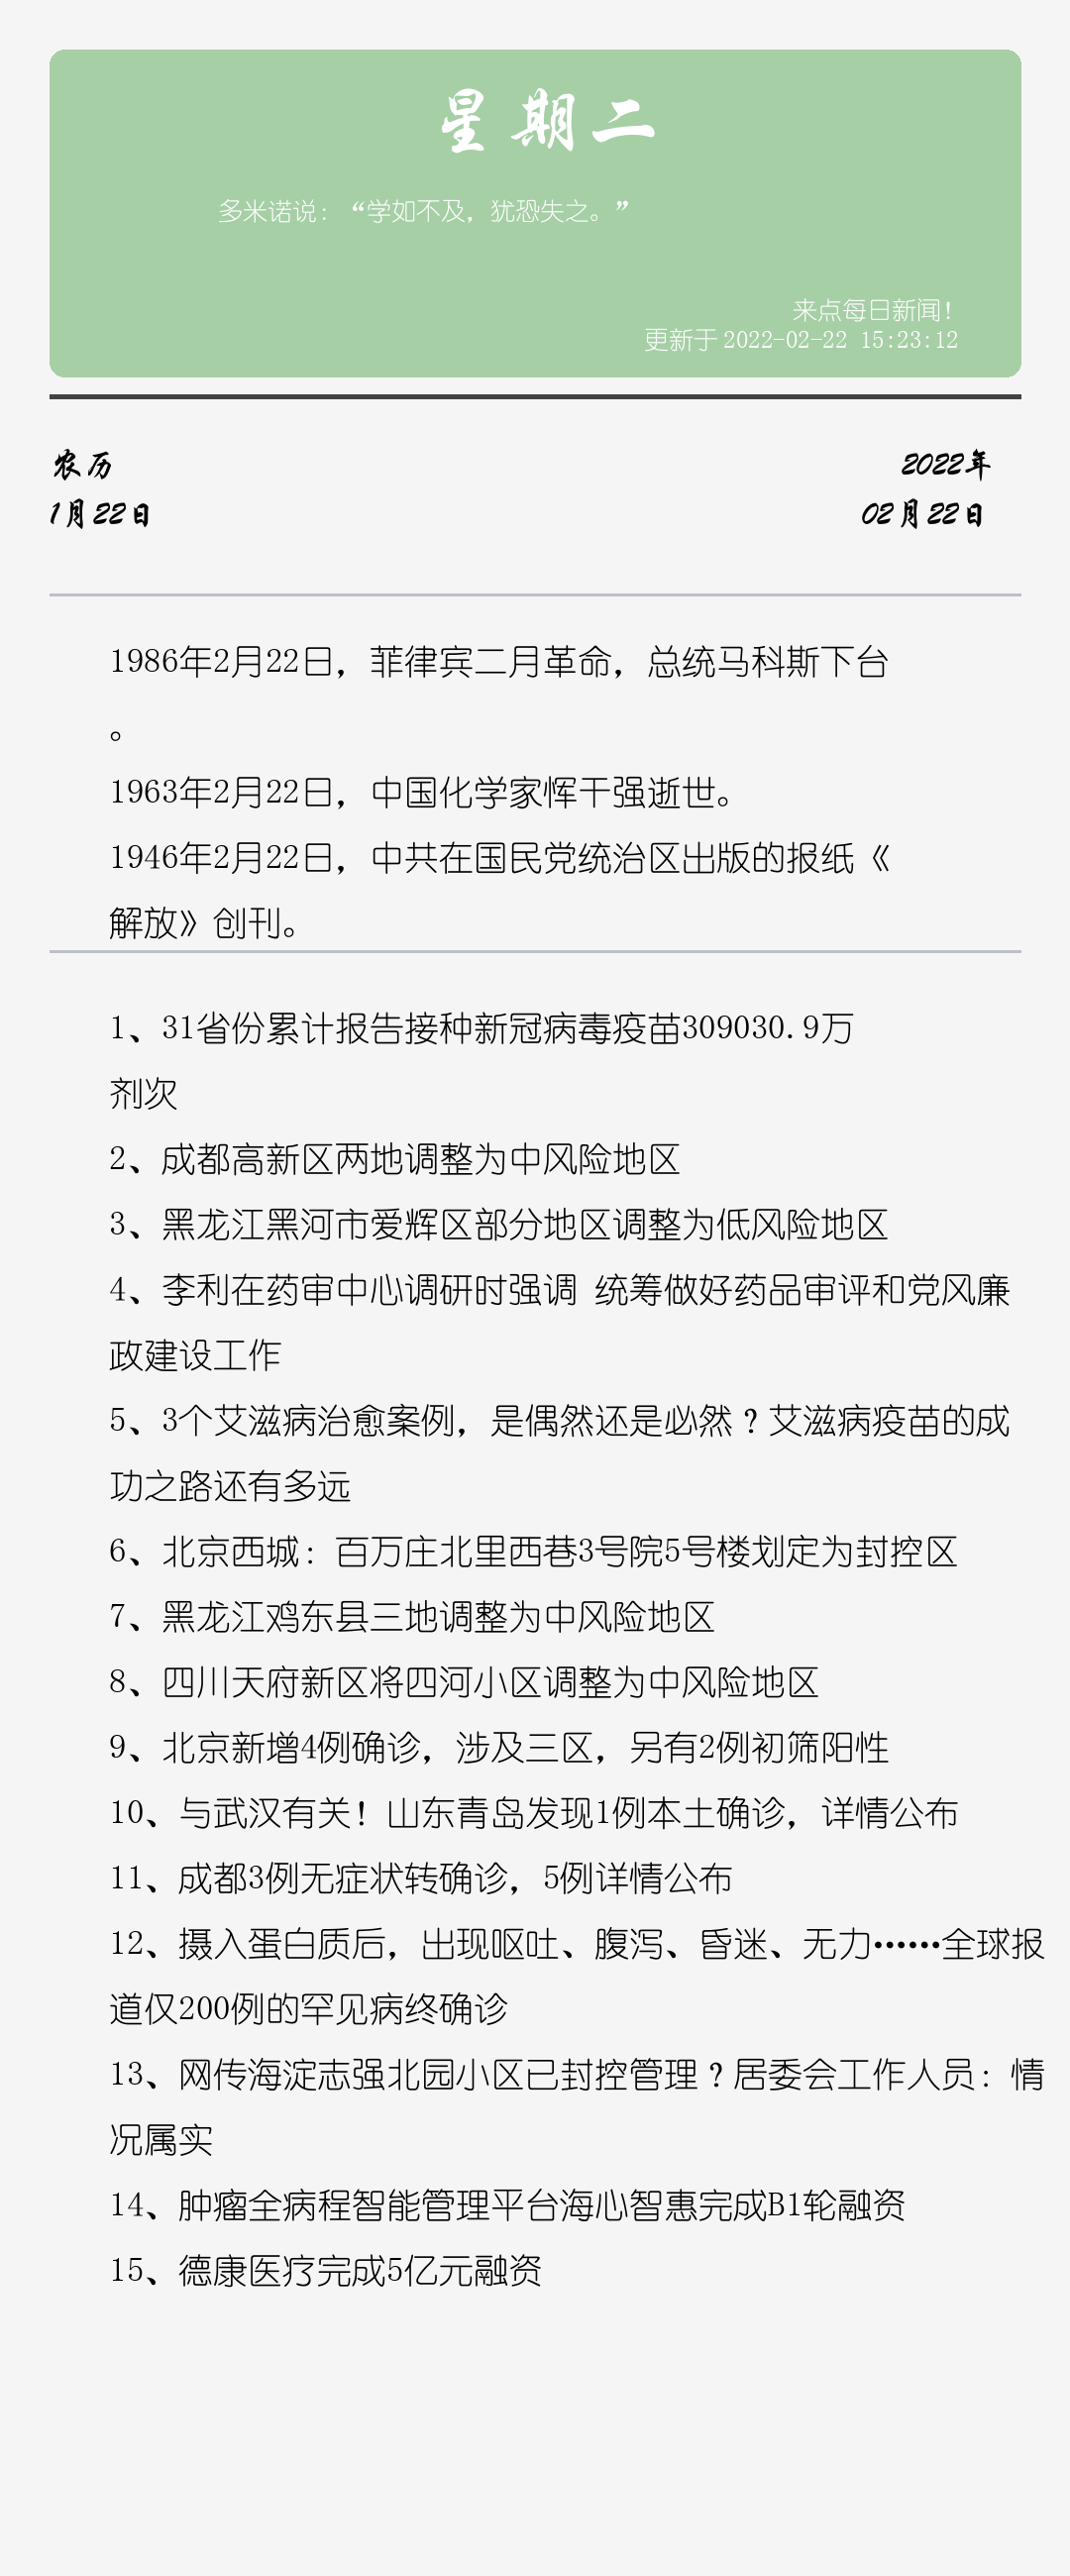 星期二
多米诺说：“学如不及，犹恐失之。”
来点每日新闻！
更新于 2022-02-22 15:23:12
农历
2022年
1月22日
02月22日
1986年2月22日，菲律宾二月革命，总统马科斯下台
。
1963年2月22日，中国化学家恽干强逝世。
1946年2月22日，中共在国民党统治区出版的报纸《
解放》创刊。
1、31省份累计报告接种新冠病毒疫苗309030.9万
剂次
2、成都高新区两地调整为中风险地区
3、黑龙江黑河市爱辉区部分地区调整为低风险地区
4、李利在药审中心调研时强调 统筹做好药品审评和党风廉
政建设工作
5、3个艾滋病治愈案例，是偶然还是必然？艾滋病疫苗的成
功之路还有多远
6、北京西城：百万庄北里西巷3号院5号楼划定为封控区
7、黑龙江鸡东县三地调整为中风险地区
8、四川天府新区将四河小区调整为中风险地区
9、北京新增4例确诊，涉及三区，另有2例初筛阳性
10、与武汉有关！山东青岛发现1例本土确诊，详情公布
11、成都3例无症状转确诊，5例详情公布
12、摄入蛋白质后，出现呕吐、腹泻、昏迷、无力……全球报
道仅200例的罕见病终确诊
13、网传海淀志强北园小区已封控管理？居委会工作人员：情
况属实
14、肿瘤全病程智能管理平台海心智惠完成B1轮融资
15、德康医疗完成5亿元融资